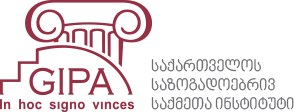 GIPA
In hoc signo vinces
საქართველოს
საზოგადოებრივ
საქმეთა ინსტიტუტი